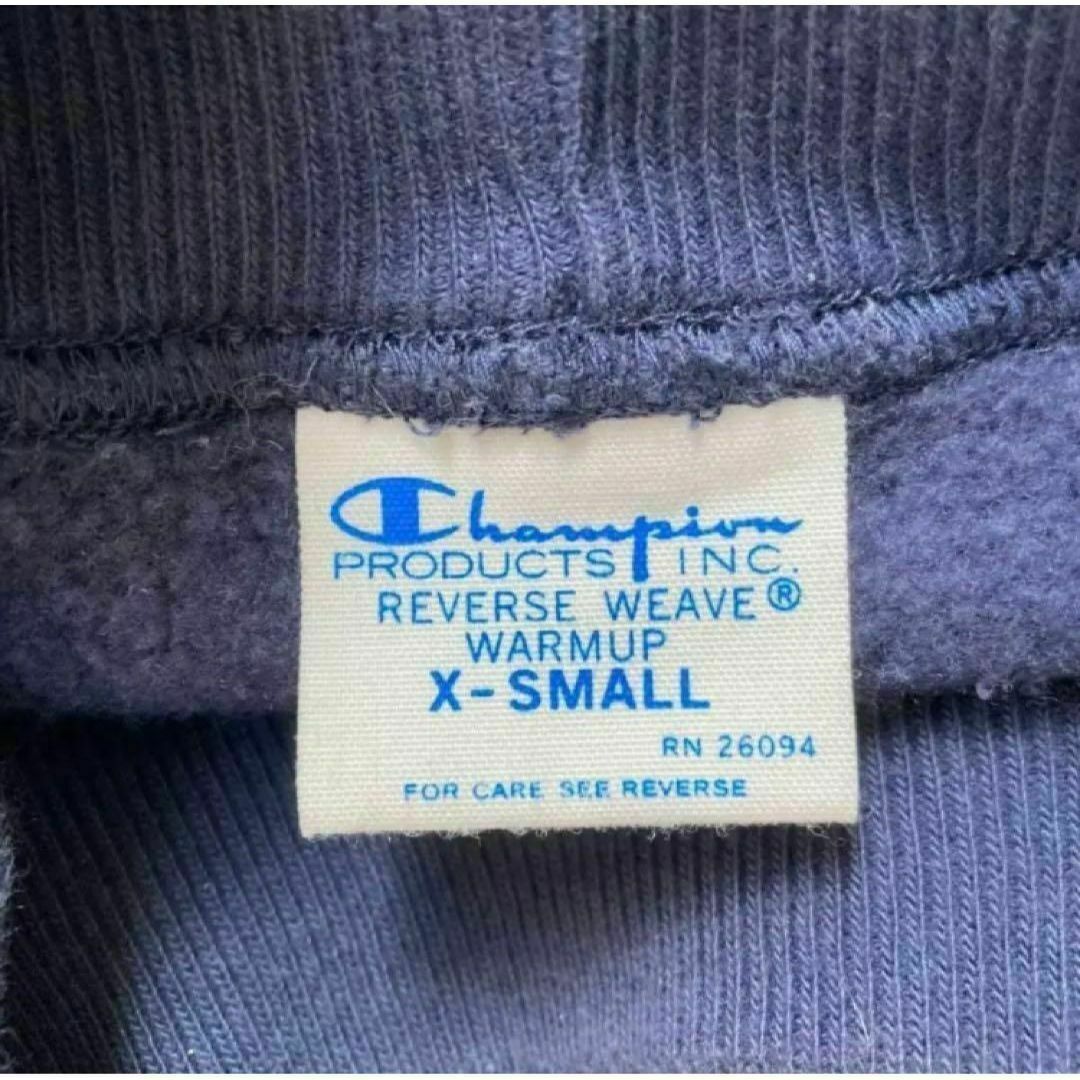 Champion
PRODUCTS INC.
REVERSE WEAVE®
WARMUP
X-SMALL
RN 26094
FOR CARE SEE REVERSE